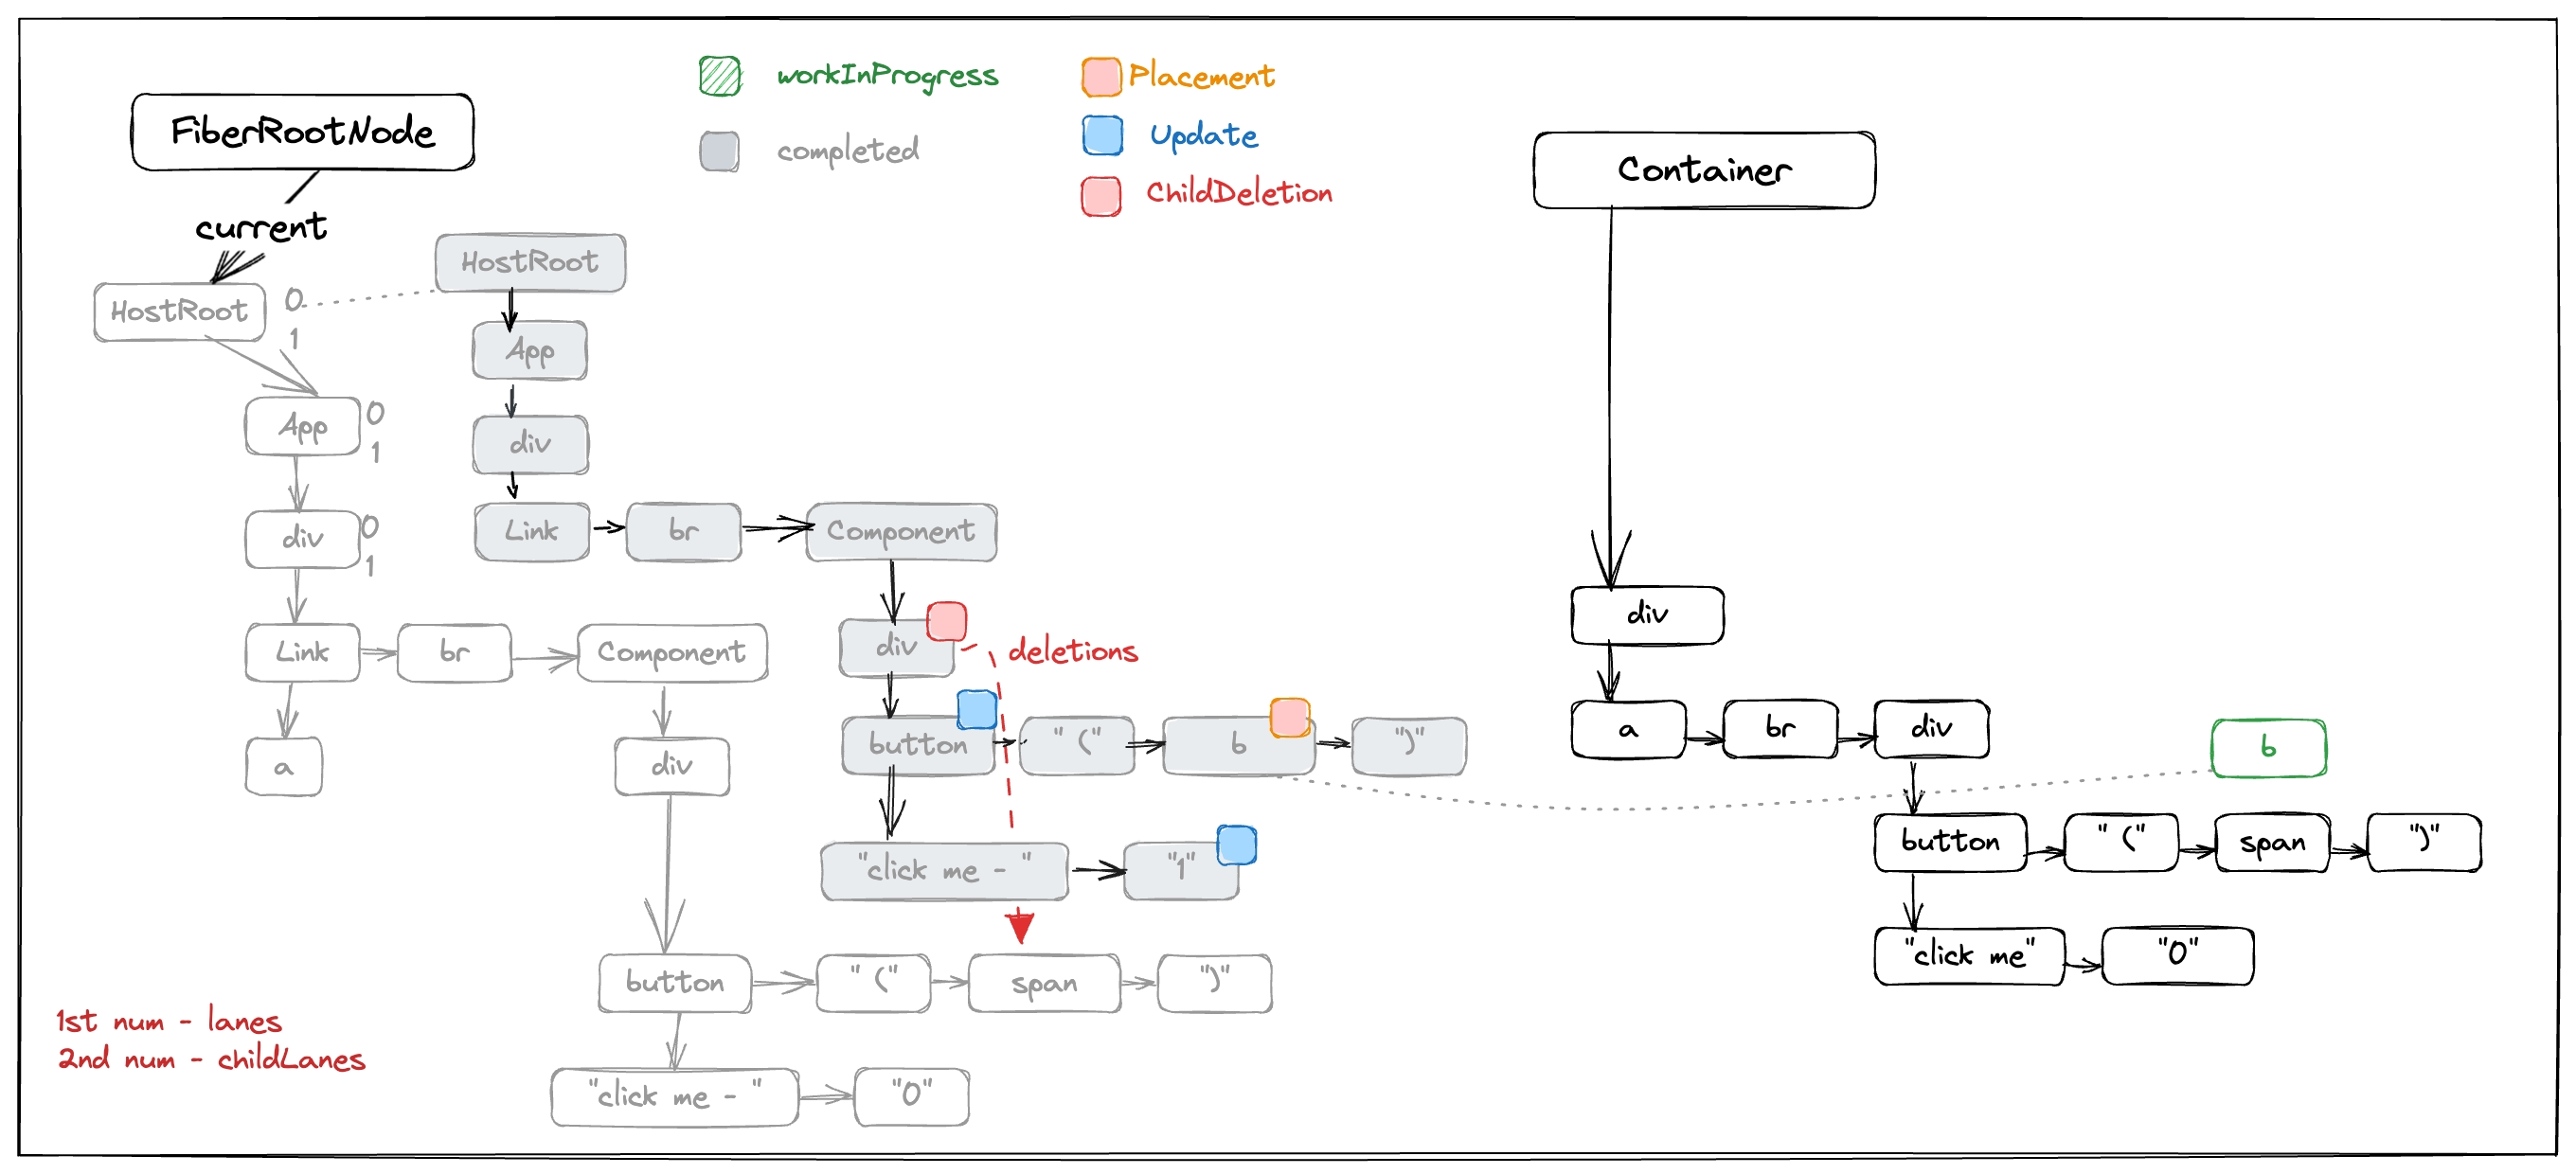 workInProgress
Placement
FiberRootNode
Update
completed
Container
ChildDeletion
current
HostRoot
HostRoot
0
1
App
App
0
1
div
div
0
1
Link
br
Component
Link
br
Component
div
deletions
div
a
button
" ("
b
")"
a
br
div
b
div
"click me - "
"1"
button
" ("
span
")"
button
" ("
span
")"
"click me"
"0"
1st num - lanes
2nd num - childLanes
"click me - "
"0"